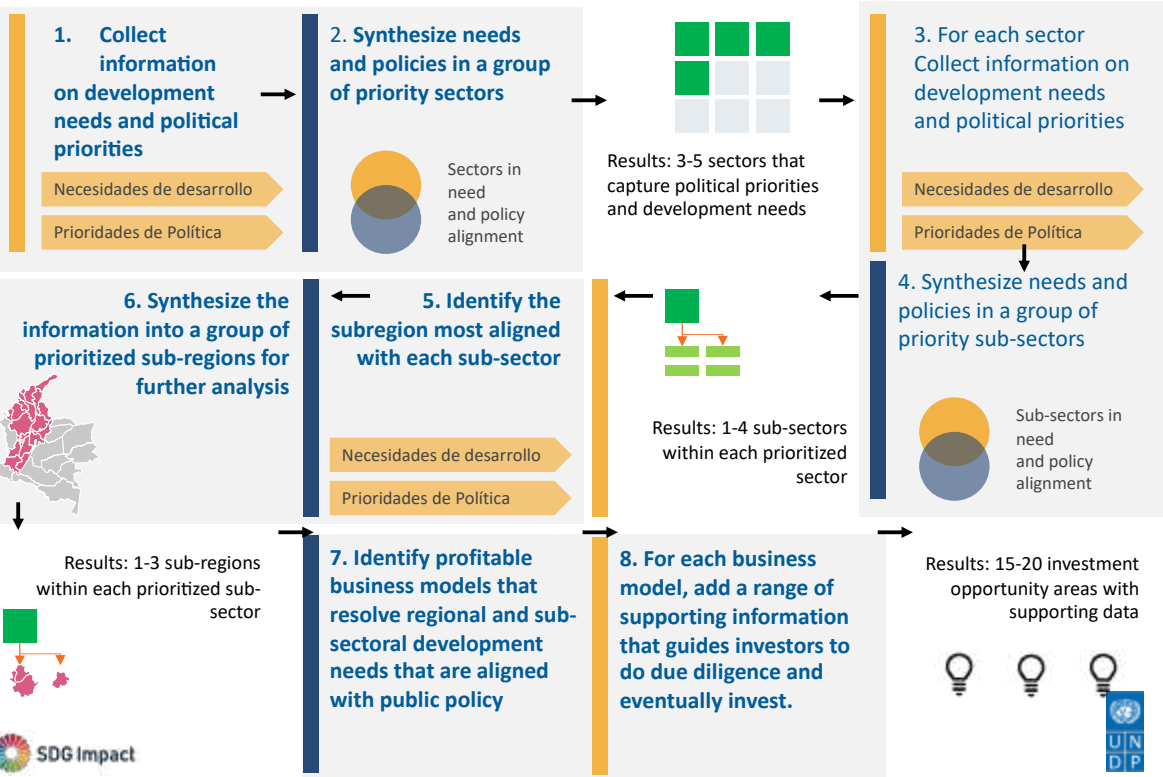 1. Collect
information
on development
needs and political
priorities
Necesidades de desarrollo
Prioridades de Política
2. Synthesize needs
and policies in a group
of priority sectors
Sectors in
need
and policy
alignment
Results: 3-5 sectors that
capture political priorities
and development needs
3. For each sector
Collect information on
development needs
and political priorities
Necesidades de desarrollo
Prioridades de Política
4. Synthesize needs and
policies in a group of
priority sub-sectors
Sub-sectors in
need
and policy
alignment
Results: 1-4 sub-sectors
within each prioritized
sector
5. Identify the
subregion most aligned
with each sub-sector
Necesidades de desarrollo
Prioridades de Política
6. Synthesize the
information into a group of
prioritized sub-regions for
further analysis
Results: 1-3 sub-regions
within each prioritized sub-
sector
7. Identify profitable
business models that
resolve regional and sub-
sectoral development
needs that are aligned
with public policy
8. For each business
model, add a range of
supporting information
that guides investors to
do due diligence and
eventually invest.
Results: 15-20 investment
opportunity areas with
supporting data
SDG Impact
U N
D P